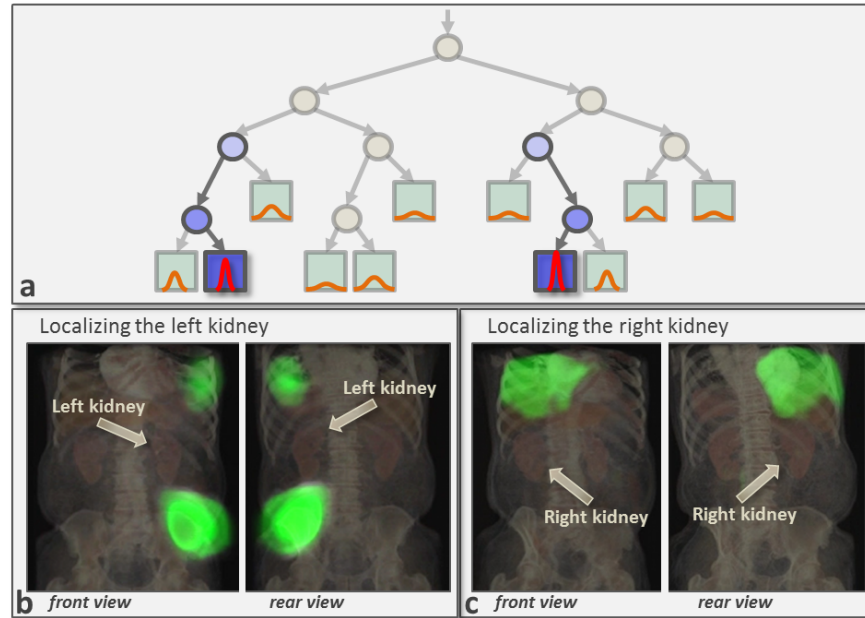 a
Localizing the left kidney
Left kidney
Left kidney
b
front view
rear view
Localizing the right kidney
Right kidney
Right kidney
c
front view
rear view